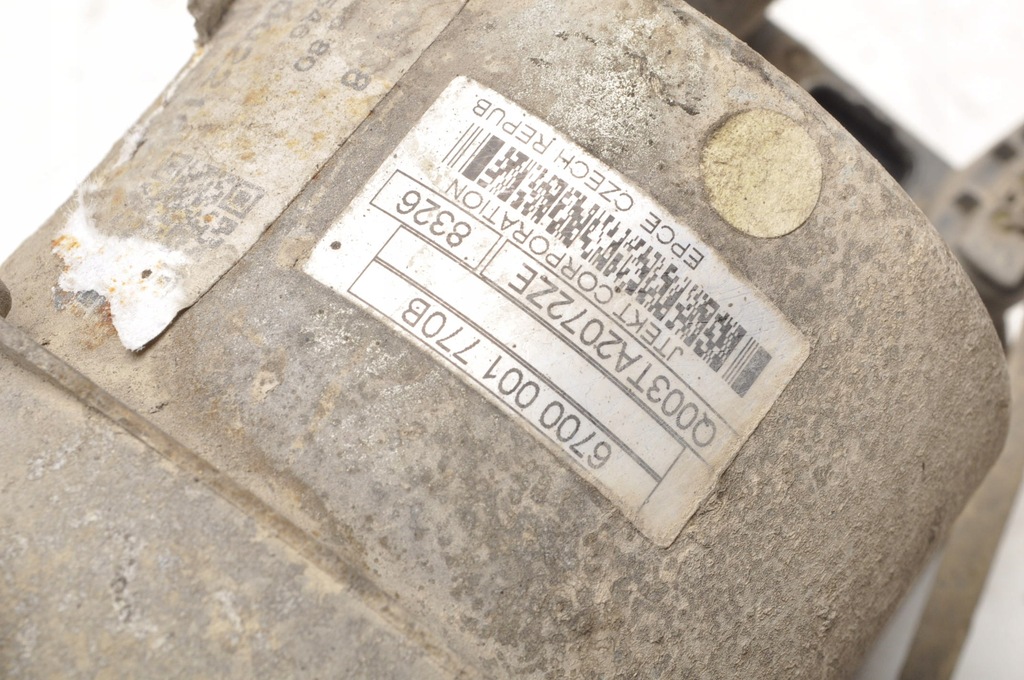 6700 001 770B
Q003TA2072ZE 8326
JTEKT CORPORATION
EPCE CZECH REPUB